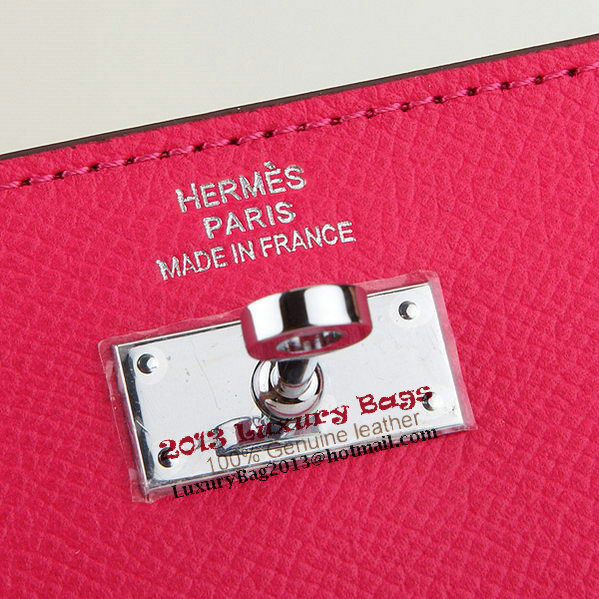 HERMÈS
PARIS
MADE IN FRANCE
2013 Luxury Bags
100% Genuine leather
LuxuryBag2013@hotmail.com